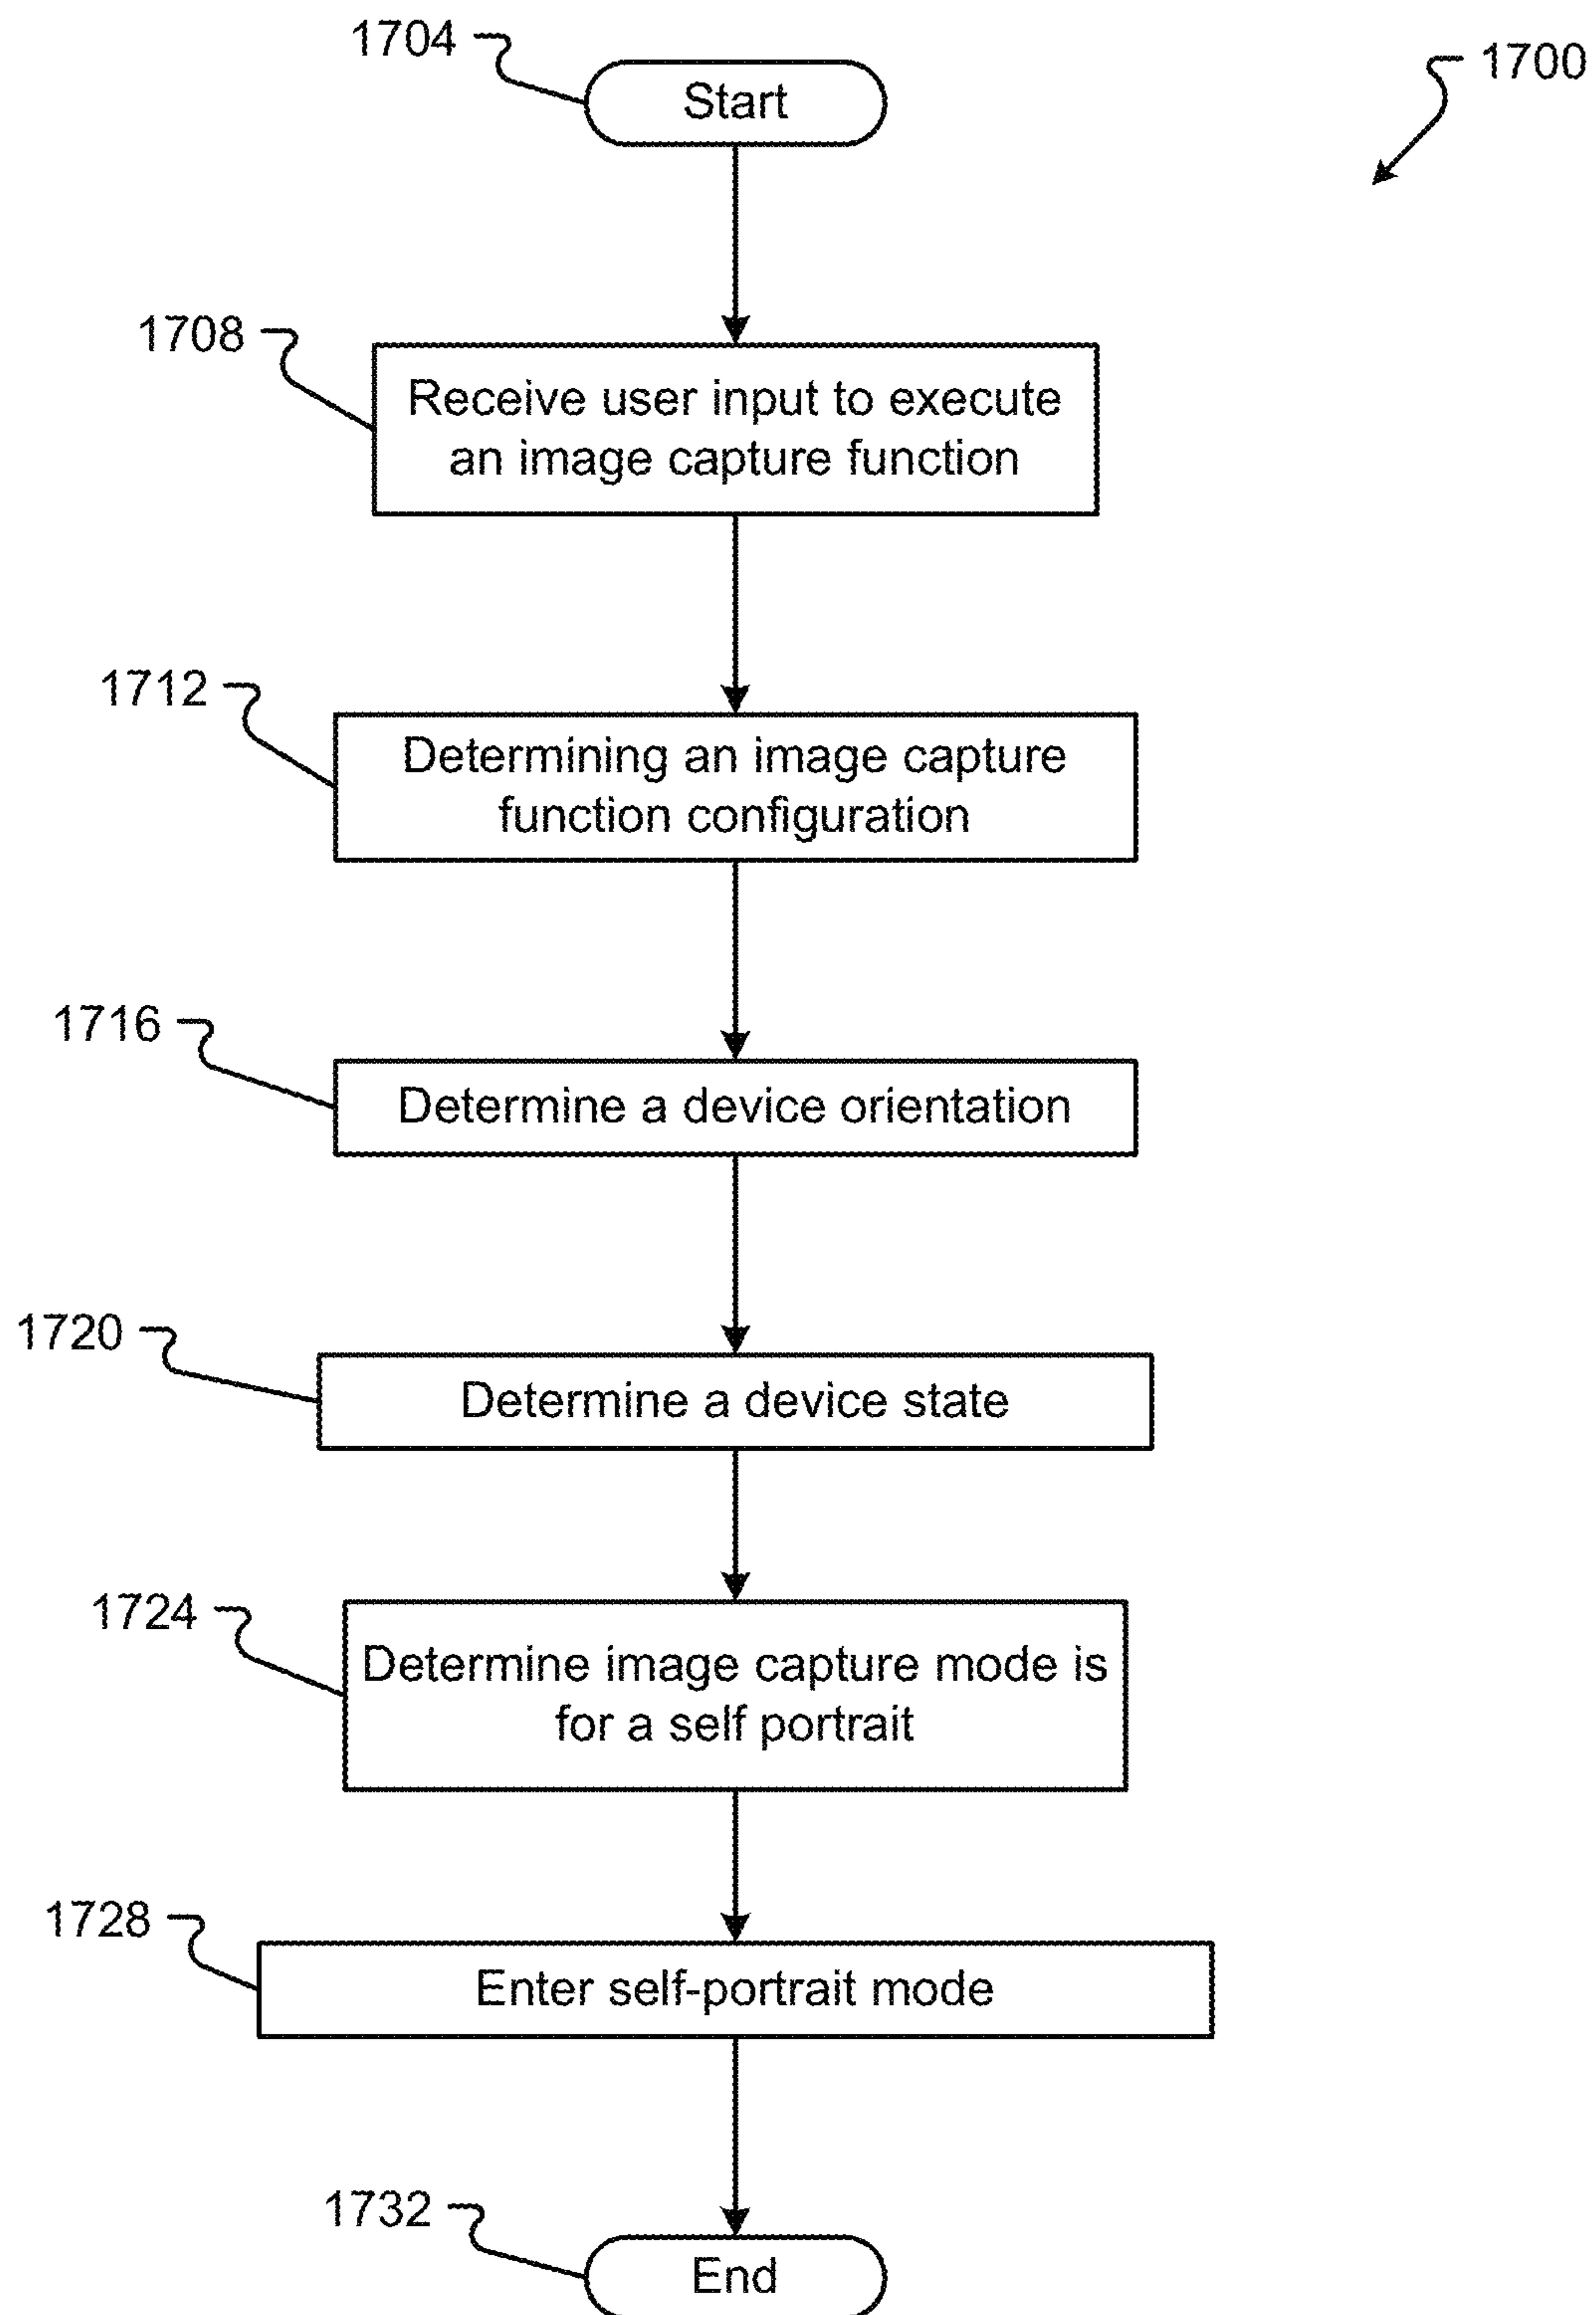 1704
Start
1700
1708
Receive user input to execute
an image capture function
1712
Determining an image capture
function configuration
1716
Determine a device orientation
1720
Determine a device state
1724
Determine image capture mode is
for a self portrait
1728
Enter self-portrait mode
1732
End